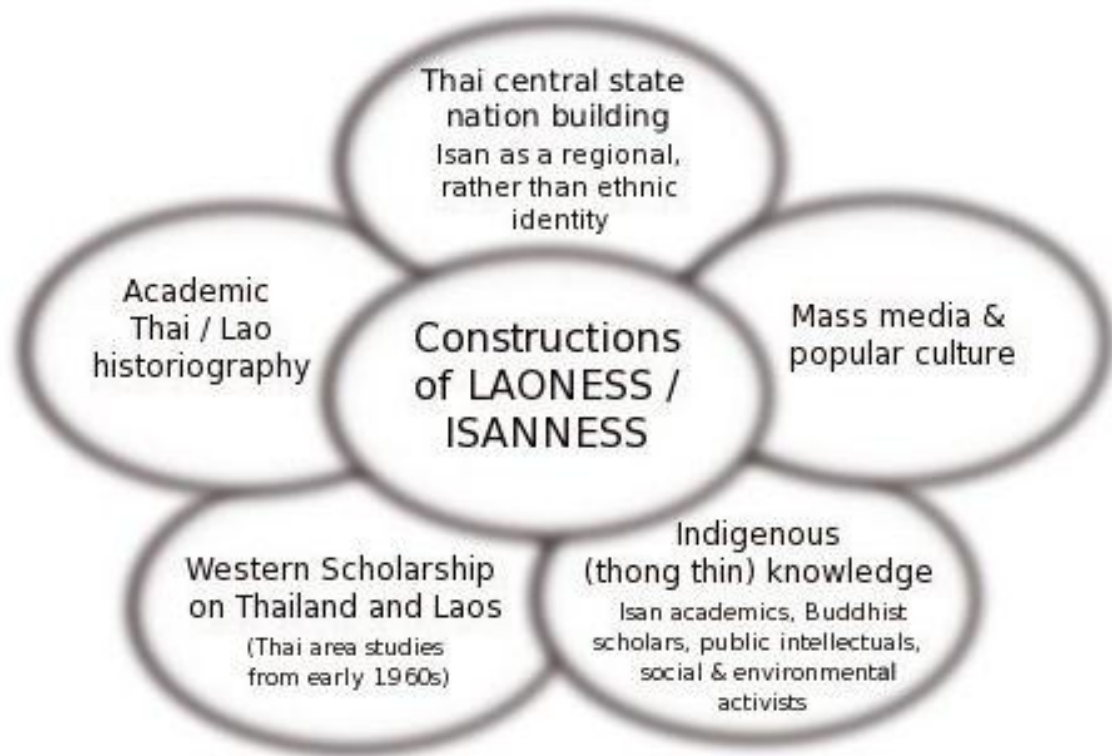 Thai central state
nation building
Isan as a regional,
rather than ethnic
identity
Academic
Thai / Lao
historiography
Constructions
of LAONESS /
ISANNESS
Mass media &
popular culture
Western Scholarship
on Thailand and Laos
(Thai area studies
from early 1960s)
Indigenous
(thong thin) knowledge
Isan academics, Buddhist
scholars, public intellectuals,
social & environmental
activists